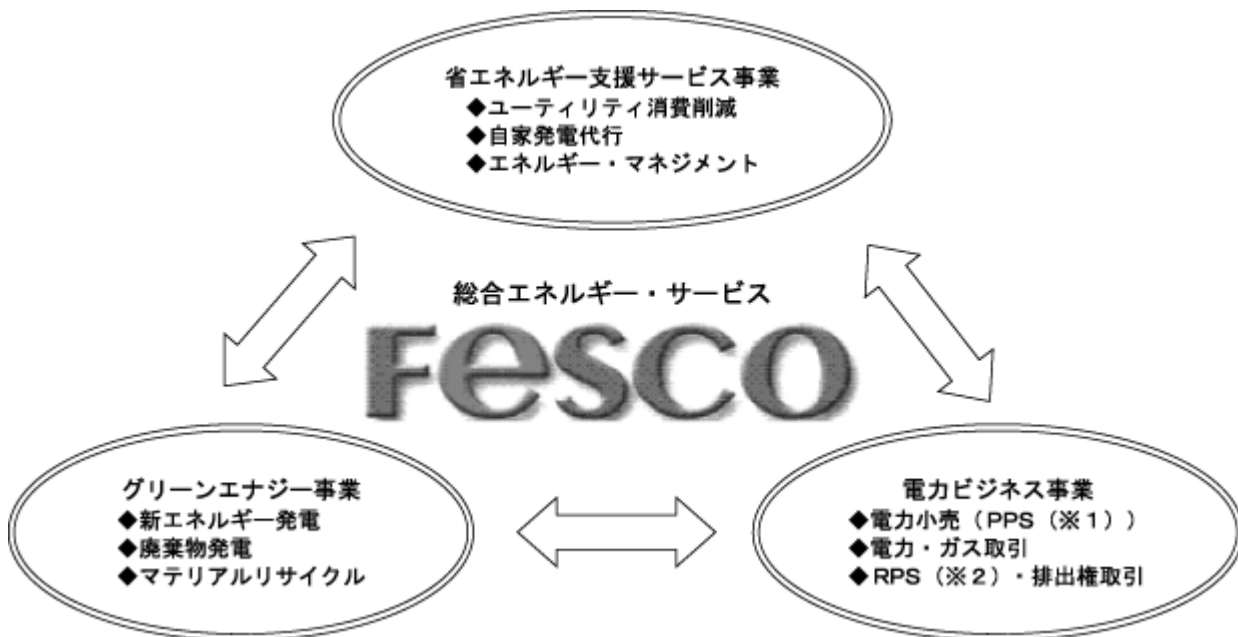 省エネルギー支援サービス事業
◆ユーティリティ消費削減
◆自家発電代行
◆エネルギー・マネジメント
総合エネルギー・サービス
FESCO
グリーンエナジー事業
◆新エネルギー発電
◆廃棄物発電
◆マテリアルリサイクル
電力ビジネス事業
◆電力小売（PPS（※１））
◆電力・ガス取引
◆RPS（※２）・排出権取引